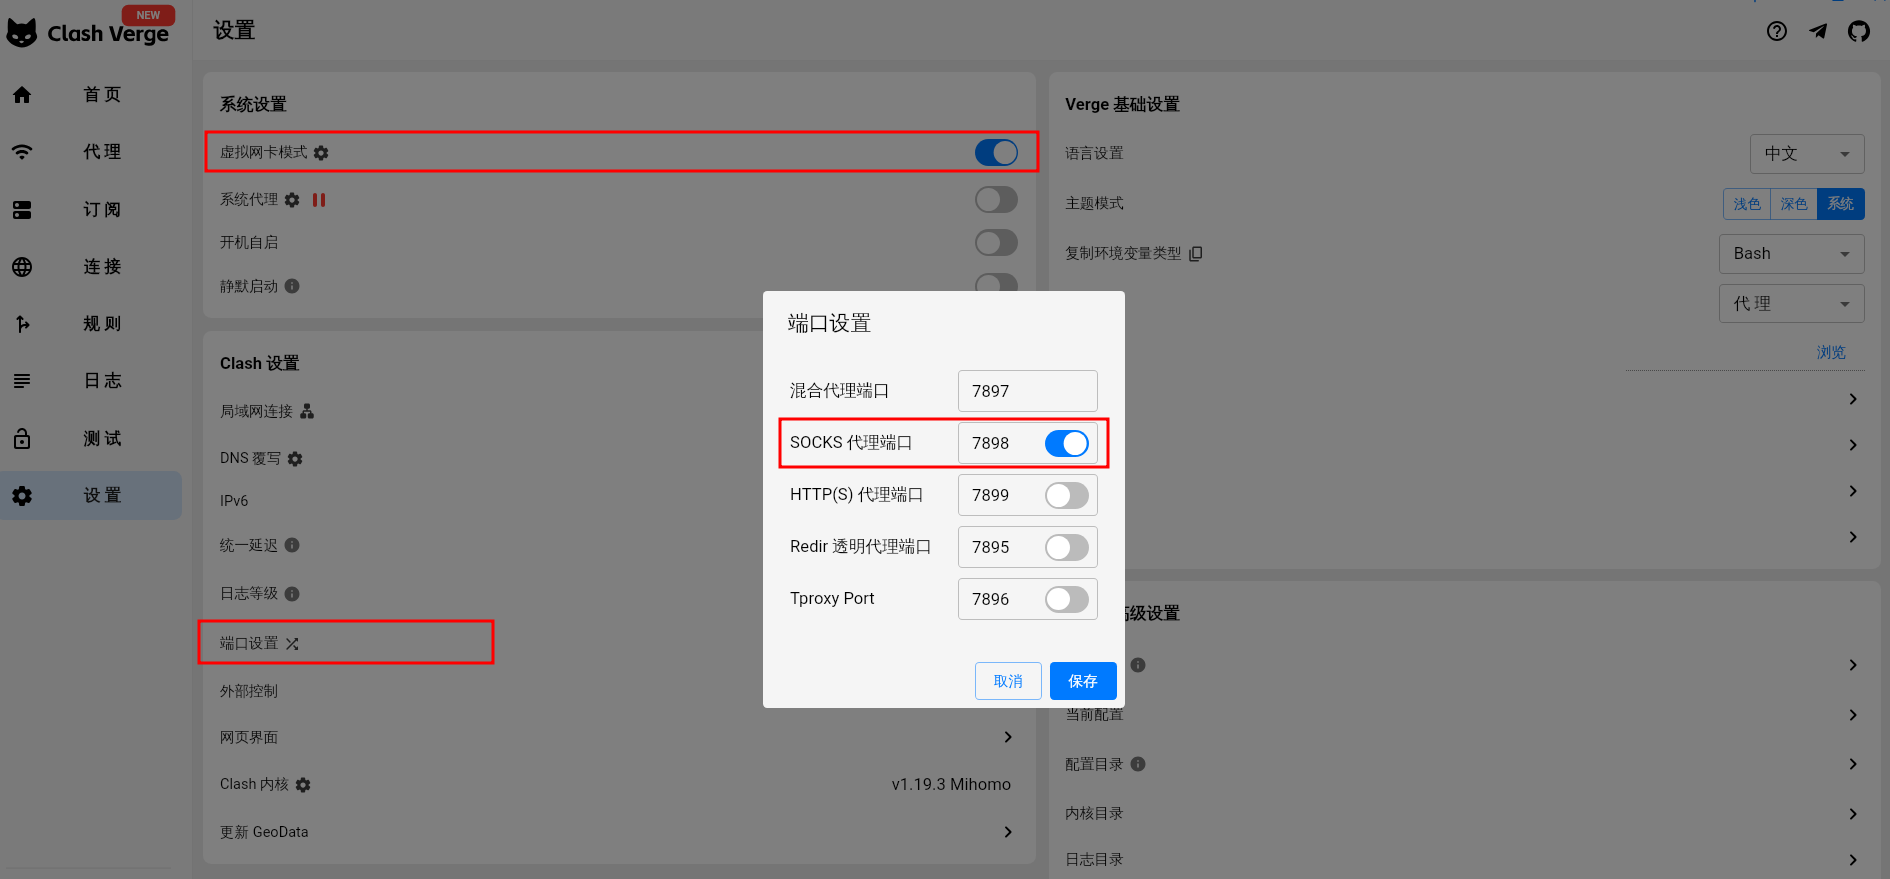 NEW
Clash Verge
首页
代理
订阅
连接
规则
日志
测试
设置
设置
系统设置
虚拟网卡模式
系统代理
开机自启
静默启动
Clash 设置
局域网连接
DNS 覆写
IPv6
统一延迟
日志等级
端口设置
外部控制
网页界面
Clash 内核
v1.19.3 Mihomo
更新 GeoData
Verge 基础设置
语言设置
中文
主题模式
浅色
深色
系统
复制环境变量类型
Bash
代理
浏览
高级设置
当前配置
配置目录
内核目录
日志目录
端口设置
混合代理端口
7897
SOCKS 代理端口
7898
HTTP(S) 代理端口
7899
Redir 透明代理端口
7895
Tproxy Port
7896
取消
保存